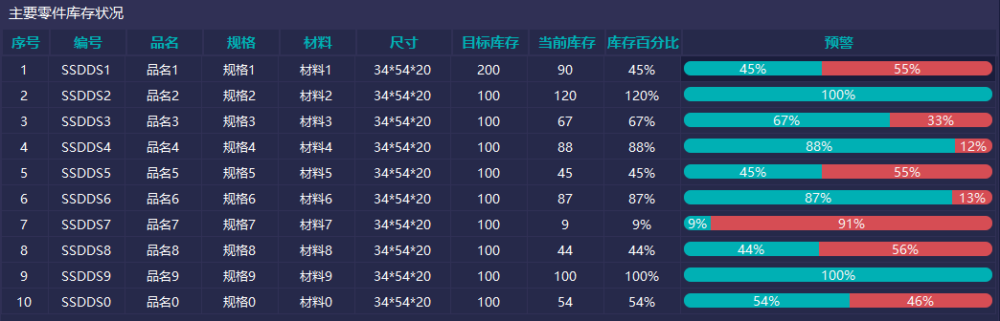 主要零件库存状况
序号 编号 品名 规格 材料 尺寸 目标库存 当前库存 库存百分比 预警
1 SSDDS1 品名1 规格1 材料1 34*54*20 200 90 45% 45% 55%
2 SSDDS2 品名2 规格2 材料2 34*54*20 100 120 120% 100%
3 SSDDS3 品名3 规格3 材料3 34*54*20 100 67 67% 67% 33%
4 SSDDS4 品名4 规格4 材料4 34*54*20 100 88 88% 88% 12%
5 SSDDS5 品名5 规格5 材料5 34*54*20 100 45 45% 45% 55%
6 SSDDS6 品名6 规格6 材料6 34*54*20 100 87 87% 87% 13%
7 SSDDS7 品名7 规格7 材料7 34*54*20 100 9 9% 9% 91%
8 SSDDS8 品名8 规格8 材料8 34*54*20 100 44 44% 44% 56%
9 SSDDS9 品名9 规格9 材料9 34*54*20 100 100 100% 100%
10 SSDDS0 品名0 规格0 材料0 34*54*20 100 54 54% 54% 46%